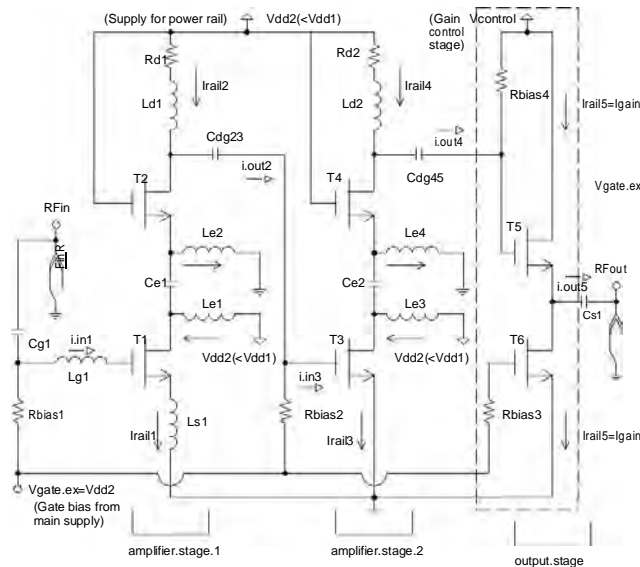 (Supply for power rail) Vdd2(<Vdd1)
(Gain Vcontrol
control
stage)
Rd1
Rd2
Irail2
Irail4
Rbias4
Ld1
Ld2
Irail5=Igain
Cdg23
i.out4
i.out2
Cdg45
T2
T4
Vgate.ex
RFin
T5
Le2
Le4
RFout
FinR
i.out5
Ce1
Ce2
Cs1
Le1
Le3
Cg1
i.in1
T1
Vdd2(<Vdd1)
T3
Vdd2(<Vdd1)
T6
Lg1
i.in3
Rbias1
Rbias2
Rbias3
Irail1
Ls1
Irail3
Irail5=Igain
Vgate.ex=Vdd2
(Gate bias from
main supply)
amplifier.stage.1
amplifier.stage.2
output.stage